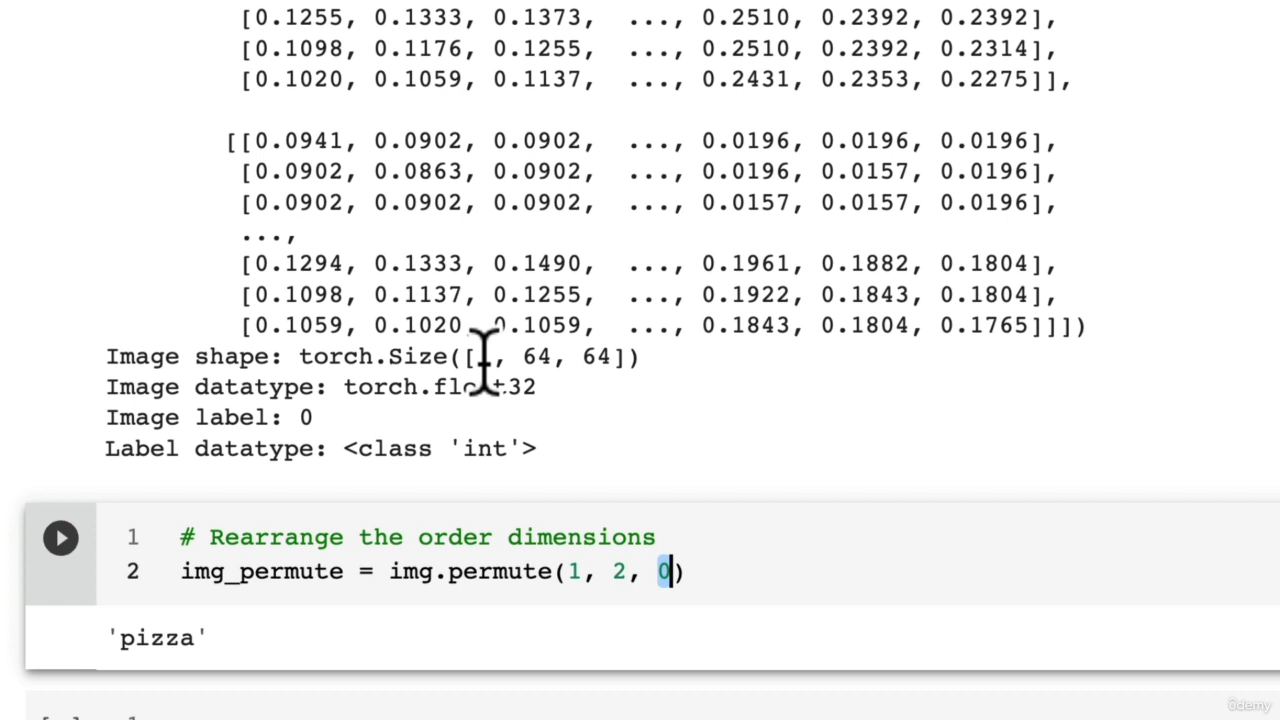 [0.1255, 0.1333, 0.1373, ..., 0.2510, 0.2392, 0.2392],
[0.1098, 0.1176, 0.1255, ..., 0.2510, 0.2392, 0.2314],
[0.1020, 0.1059, 0.1137, ..., 0.2431, 0.2353, 0.2275]],
[[0.0941, 0.0902, 0.0902, ..., 0.0196, 0.0196, 0.0196],
[0.0902, 0.0863, 0.0902, ..., 0.0196, 0.0157, 0.0196],
[0.0902, 0.0902, 0.0902, ..., 0.0157, 0.0157, 0.0196],
...,
[0.1294, 0.1333, 0.1490, ..., 0.1961, 0.1882, 0.1804],
[0.1098, 0.1137, 0.1255, ..., 0.1922, 0.1843, 0.1804],
[0.1059, 0.1020, 0.1059, ..., 0.1843, 0.1804, 0.1765]]])
Image shape: torch.Size([ , 64, 64])
Image datatype: torch.float32
Image label: 0
Label datatype: <class 'int'>
1 # Rearrange the order dimensions
2 img_permute = img.permute(1, 2, 0)
'pizza'
Udemy